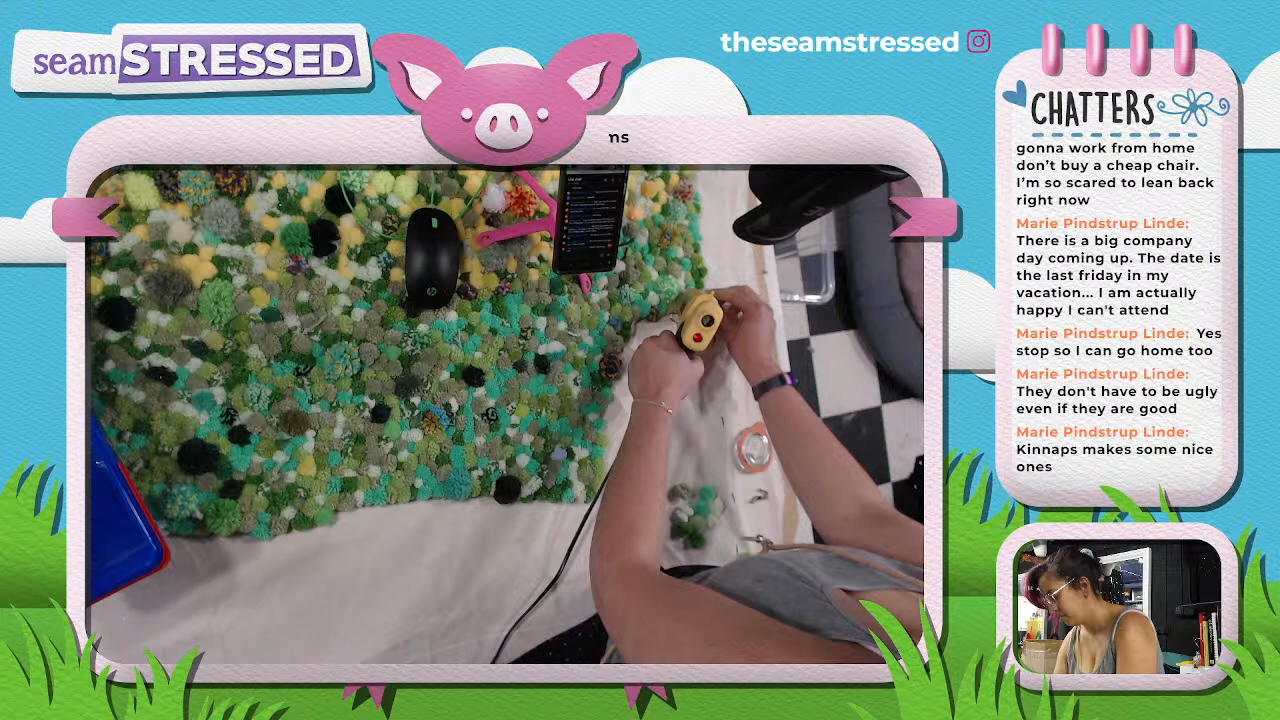 seamSTRESSED
theseamstressed
ns
CHATTERS
gonna work from home
don’t buy a cheap chair.
I’m so scared to lean back
right now
Marie Pindstrup Linde:
There is a big company
day coming up. The date is
the last friday in my
vacation... I am actually
happy I can't attend
Marie Pindstrup Linde: Yes
stop so I can go home too
Marie Pindstrup Linde:
They don't have to be ugly
even if they are good
Marie Pindstrup Linde:
Kinnaps makes some nice
ones